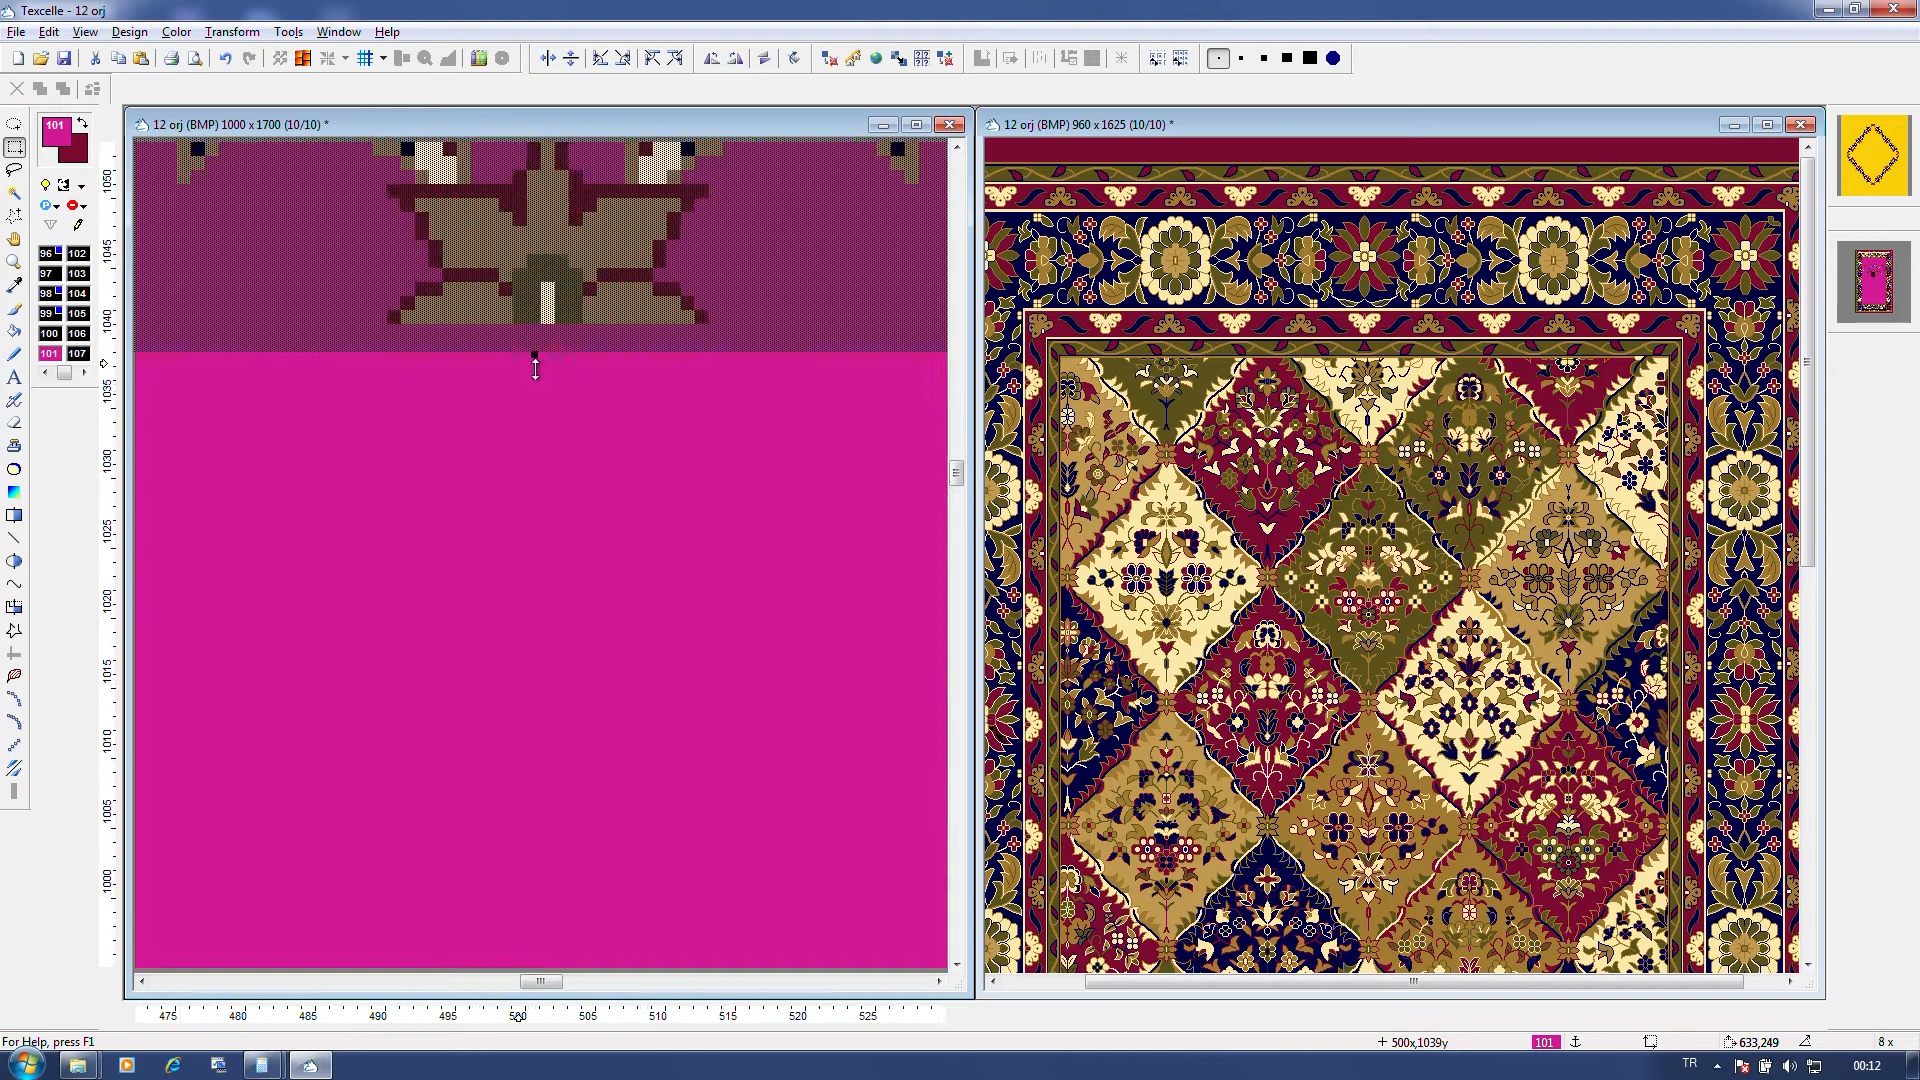 Texcelle - 12 orj
File Edit View Design Color Transform Tools Window Help
101
12 orj (BMP) 1000 x 1700 (10/10) *
12 orj (BMP) 960 x 1625 (10/10) *
96 102
97 103
98 104
99 105
100 106
101 107
A
1050
1045
1040
1035
1030
1025
1020
1015
1010
1005
1000
475 480 485 490 495 500 505 510 515 520 525
For Help, press F1
500x,1039y 101 633,249 8 x
TR 00:12